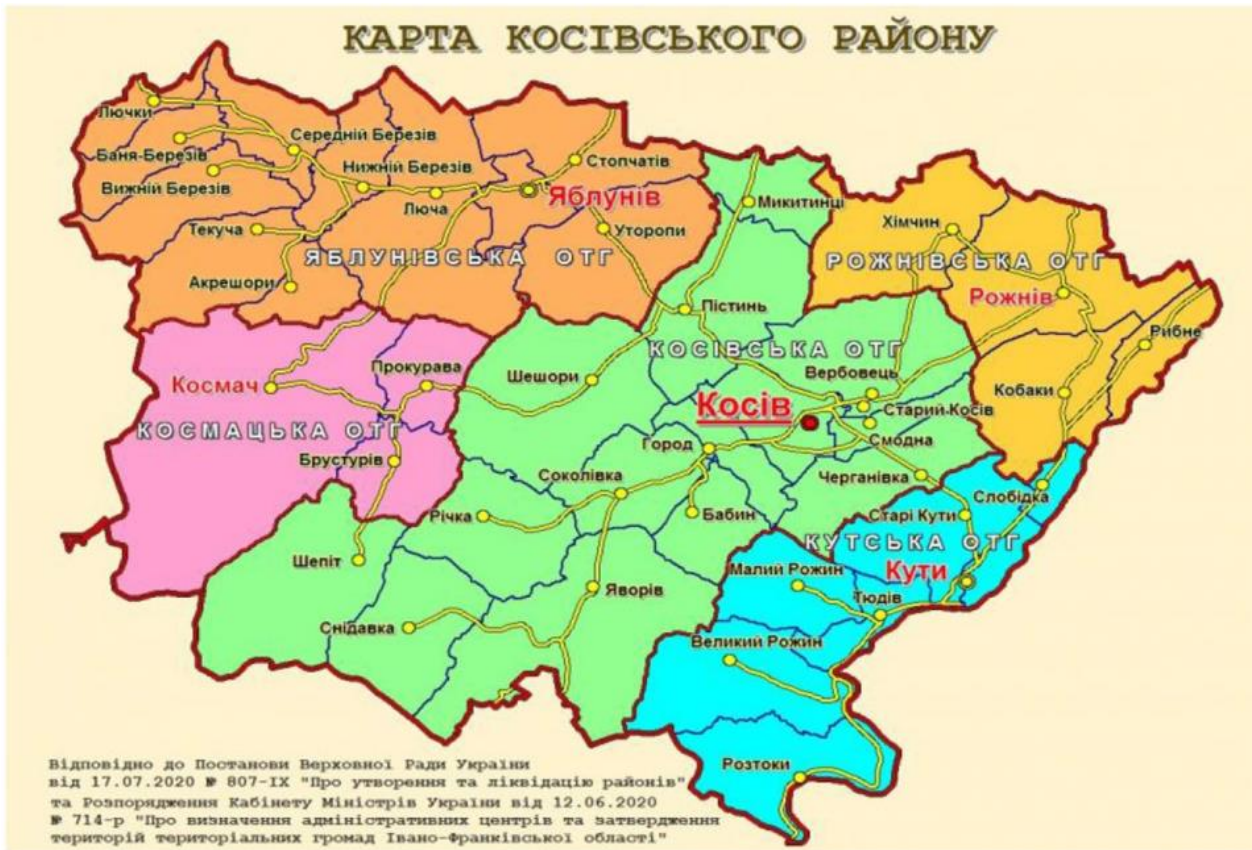 КАРТА КОСІВСЬКОГО РАЙОНУ
Лючки
Середній Березів
Баня-Березів
Нижній Березів
Стопчатів
Вижній Березів
Яблунів
Люча
Микитинці
Текуча
Уторопи
Хімчин
ЯБЛУНІВСЬКА ОТГ
РОЖНІВСЬКА ОТГ
Акрешори
Рожнів
Пістинь
Рибне
КОСІВСЬКА ОТГ
Прокурава
Шешори
Вербовець
Космач
Кобаки
Косів
Старий Косів
КОСМАЦЬКА ОТГ
Город
Смодна
Брустурів
Соколівка
Черганівка
Слобідка
Річка
Бабин
Старі Кути
КУТСЬКА ОТГ
Шепіт
Малий Рожин
Кути
Яворів
Тюдів
Снідавка
Великий Рожин
Розтоки
Відповідно до Постанови Верховної Ради України
від 17.07.2020 № 807-IX "Про утворення та ліквідацію районів"
та Розпорядження Кабінету Міністрів України від 12.06.2020
№ 714-р "Про визначення адміністративних центрів та затвердження
територій територіальних громад Івано-Франківської області"